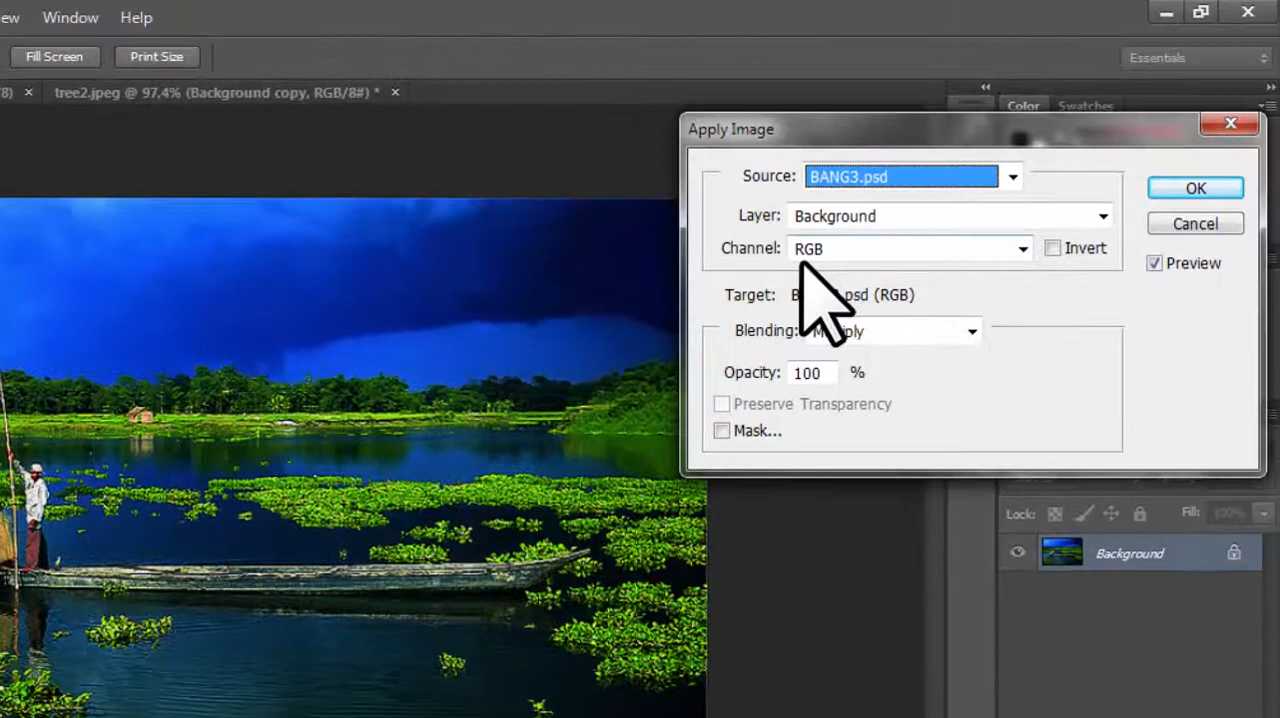 ew Window Help
Fill Screen Print Size Essentials
/8) × tree2.jpeg @ 97,4% (Background copy, RGB/8#) * ×
Color Swatches
Apply Image
Source: BANG3.psd OK
Layer: Background Cancel
Channel: RGB Invert
Preview
Target: .psd (RGB)
Blending:
Opacity: 100 %
Preserve Transparency
Mask...
Lock: Fill: 100%
Background